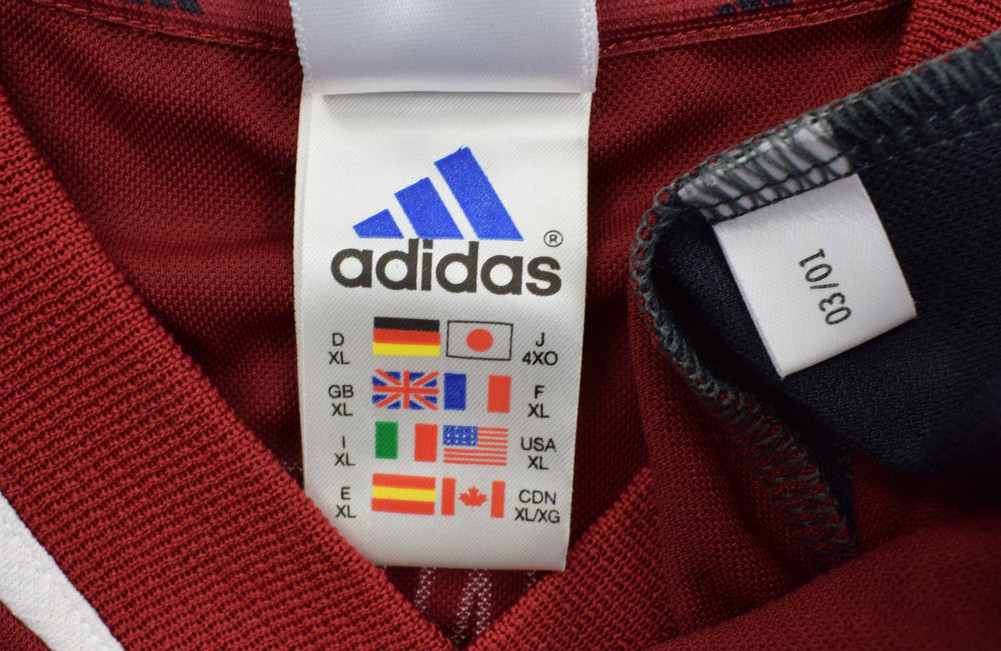 adidas®
D
XL
J
4XO
GB
XL
F
XL
I
XL
USA
XL
E
XL
CDN
XL/XG
03/01